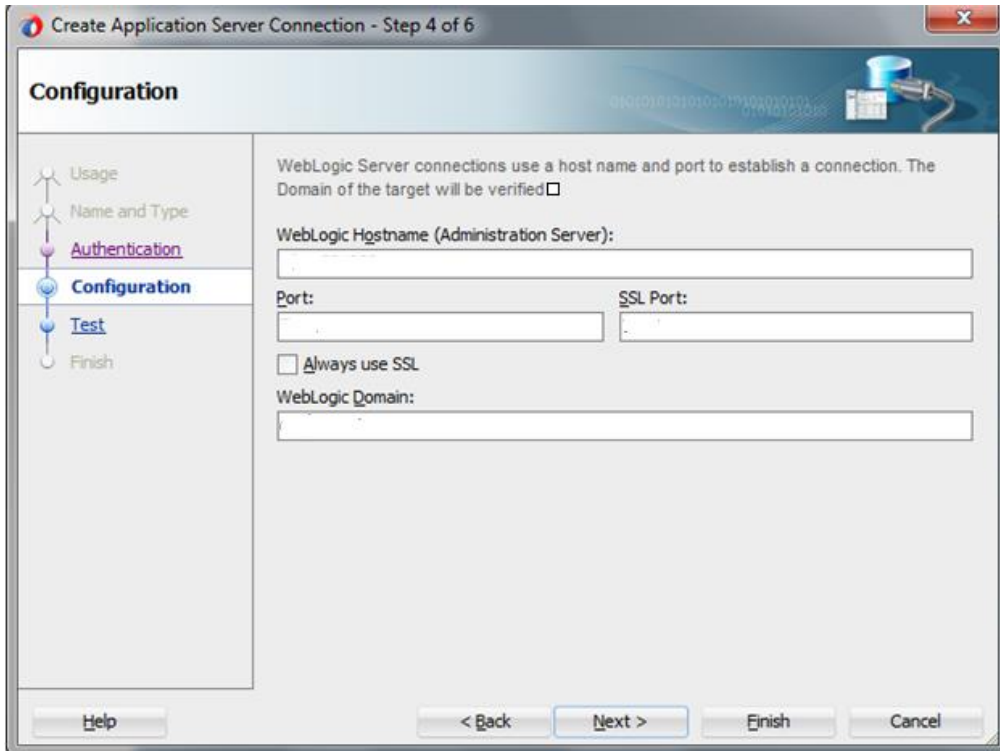 Create Application Server Connection - Step 4 of 6
Configuration
Usage
Name and Type
Authentication
Configuration
Test
Finish
WebLogic Server connections use a host name and port to establish a connection. The
Domain of the target will be verified
WebLogic Hostname (Administration Server):
Port:
SSL Port:
Always use SSL
WebLogic Domain:
Help
< Back
Next >
Finish
Cancel